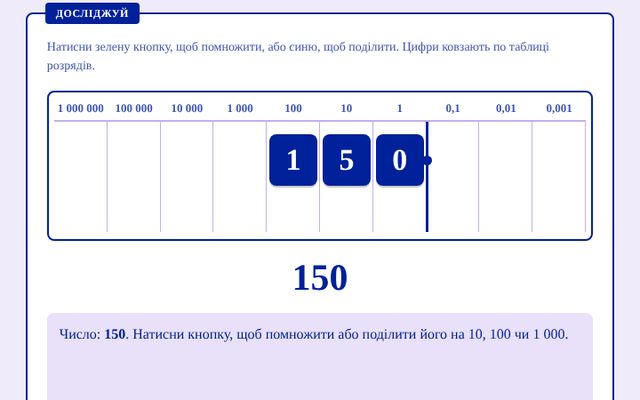 ДОСЛІДЖУЙ
Натисни зелену кнопку, щоб помножити, або синю, щоб поділити. Цифри ковзають по таблиці
розрядів.
1 000 000 100 000 10 000 1 000 100 10 1 0,1 0,01 0,001
1 5 0
150
Число: 150. Натисни кнопку, щоб помножити або поділити його на 10, 100 чи 1 000.